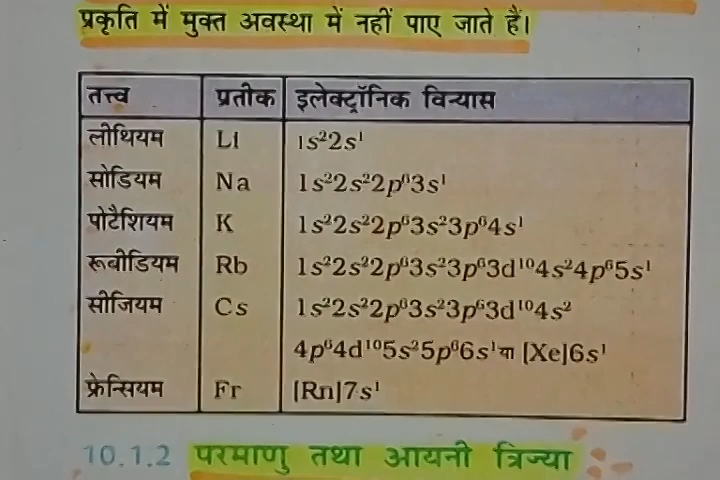 प्रकृति में मुक्त अवस्था में नहीं पाए जाते हैं।
तत्त्व प्रतीक इलेक्ट्रॉनिक विन्यास
लीथियम Li 1s²2s¹
सोडियम Na 1s²2s²2p⁶3s¹
पोटैशियम K 1s²2s²2p⁶3s²3p⁶4s¹
रूबीडियम Rb 1s²2s²2p⁶3s²3p⁶3d¹⁰4s²4p⁶5s¹
सीजियम Cs 1s²2s²2p⁶3s²3p⁶3d¹⁰4s²
4p⁶4d¹⁰5s²5p⁶6s¹या [Xe]6s¹
फ्रेन्सियम Fr [Rn]7s¹
10.1.2 परमाणु तथा आयनी त्रिज्या